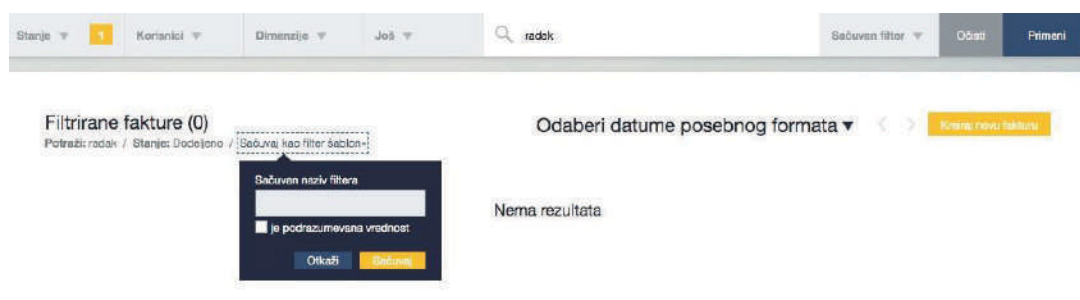 Stanje 1 Korisnici Dimenzije Još radak Sačuvan filter Očisti Primeni
Filtrirane fakture (0)
Odaberi datume posebnog formata
Kreiraj novu fakturu
Potraži: radak / Stanje: Dodeljeno / Sačuvaj kao filter šablon
Sačuvan naziv filtera
je podrazumevana vrednost
Otkaži Sačuvaj
Nema rezultata